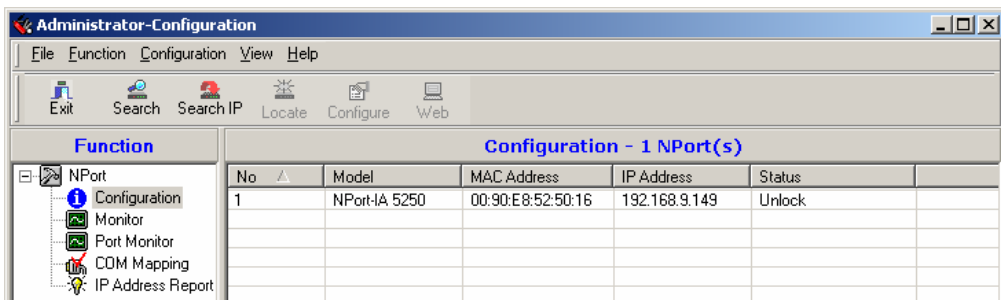 Administrator-Configuration
File Function Configuration View Help
Exit Search Search IP Locate Configure Web
Function
Configuration - 1 NPort(s)
NPort
Configuration
Monitor
Port Monitor
COM Mapping
IP Address Report
No Model MAC Address IP Address Status
1 NPort-IA 5250 00:90:E8:52:50:16 192.168.9.149 Unlock